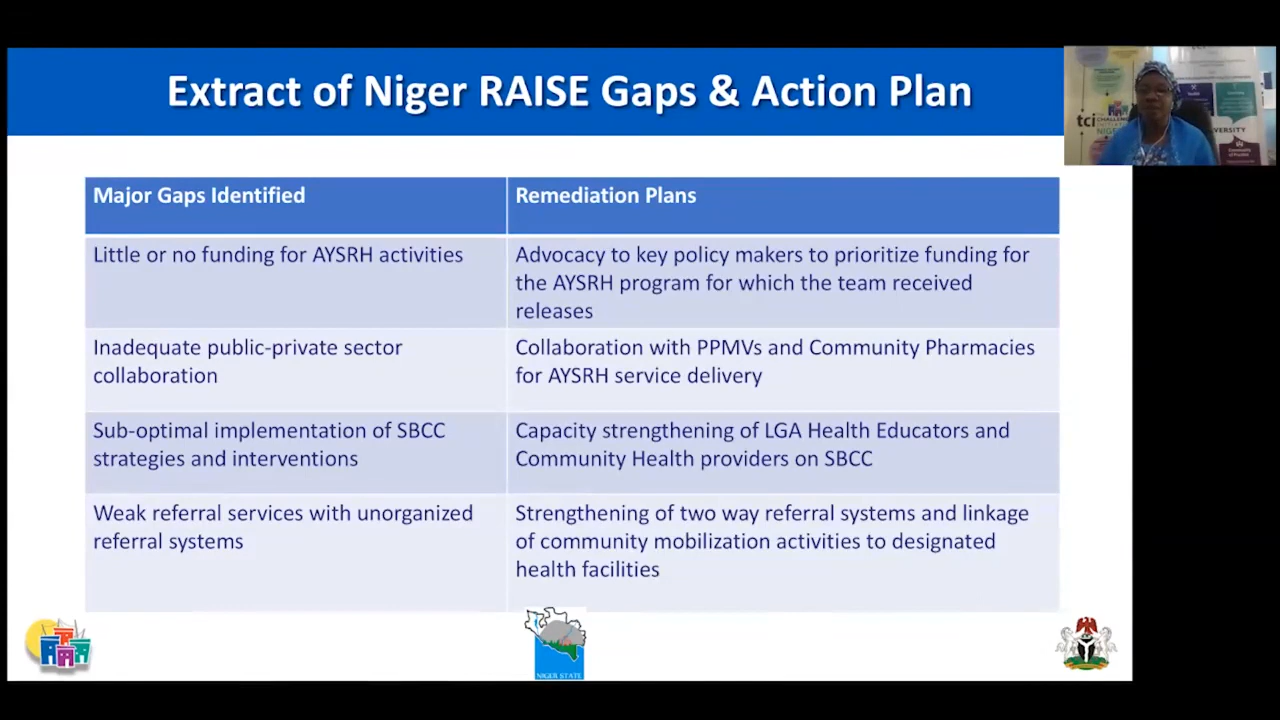 Extract of Niger RAISE Gaps & Action Plan
Major Gaps Identified
Remediation Plans
Little or no funding for AYSRH activities
Advocacy to key policy makers to prioritize funding for
the AYSRH program for which the team received
releases
Inadequate public-private sector
collaboration
Collaboration with PPMVs and Community Pharmacies
for AYSRH service delivery
Sub-optimal implementation of SBCC
strategies and interventions
Capacity strengthening of LGA Health Educators and
Community Health providers on SBCC
Weak referral services with unorganized
referral systems
Strengthening of two way referral systems and linkage
of community mobilization activities to designated
health facilities
NIGER STATE
tci